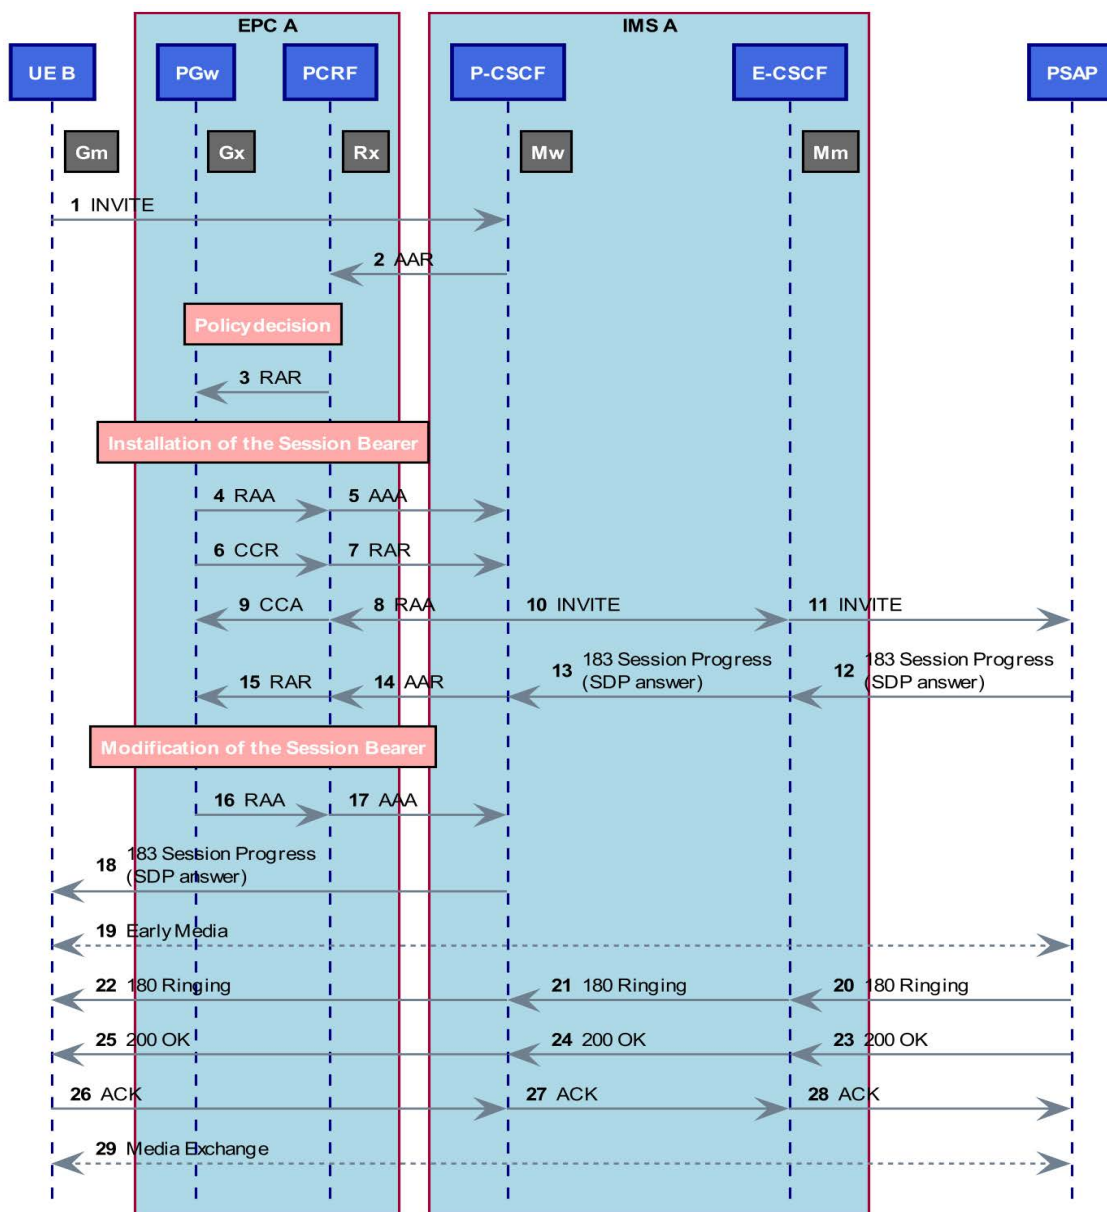 EPC A
IMS A
UE B
PGw
PCRF
P-CSCF
E-CSCF
PSAP
Gm
Gx
Rx
Mw
Mm
1 INVITE
2 AAR
Policy decision
3 RAR
Installation of the Session Bearer
4 RAA
5 AAA
6 CCR
7 RAR
9 CCA
8 RAA
10 INVITE
11 INVITE
15 RAR
14 AAR
13 183 Session Progress
(SDP answer)
12 183 Session Progress
(SDP answer)
Modification of the Session Bearer
16 RAA
17 AAA
18 183 Session Progress
(SDP answer)
19 Early Media
22 180 Ringing
21 180 Ringing
20 180 Ringing
25 200 OK
24 200 OK
23 200 OK
26 ACK
27 ACK
28 ACK
29 Media Exchange